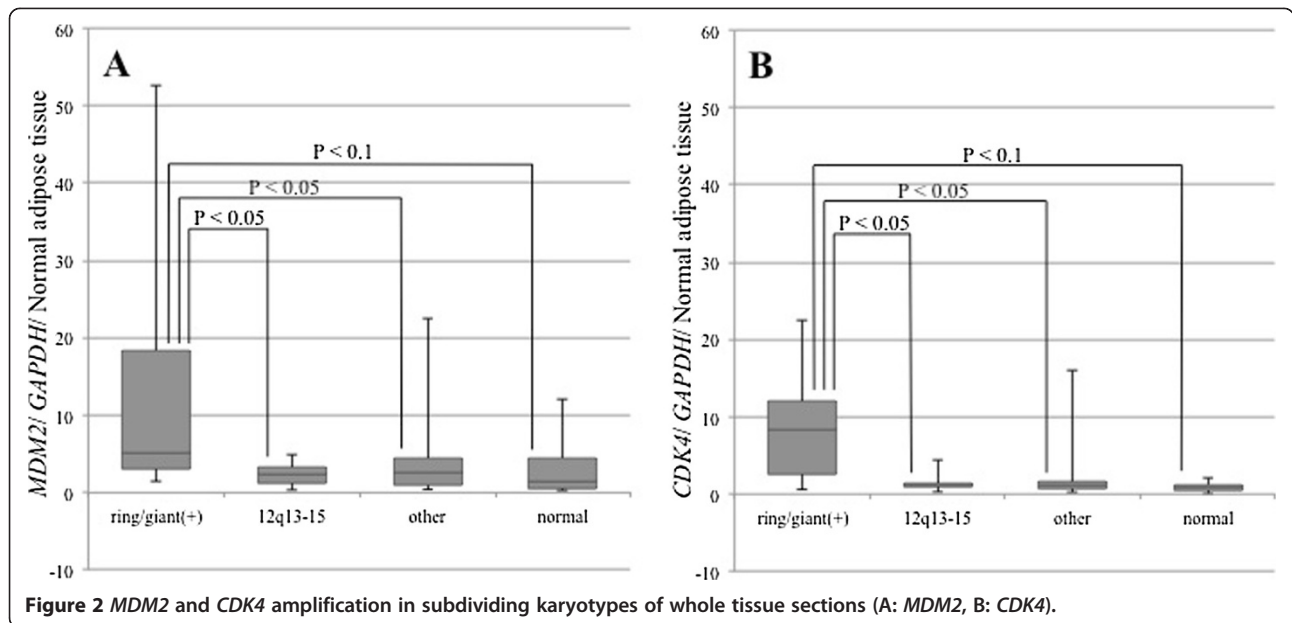 A
MDM2/ GAPDH/ Normal adipose tissue
60
50
40
30
20
10
0
-10
P < 0.1
P < 0.05
P < 0.05
ring/giant(+) 12q13-15 other normal
B
CDK4/ GAPDH/ Normal adipose tissue
60
50
40
30
20
10
0
-10
P < 0.1
P < 0.05
P < 0.05
ring/giant(+) 12q13-15 other normal
Figure 2 MDM2 and CDK4 amplification in subdividing karyotypes of whole tissue sections (A: MDM2, B: CDK4).